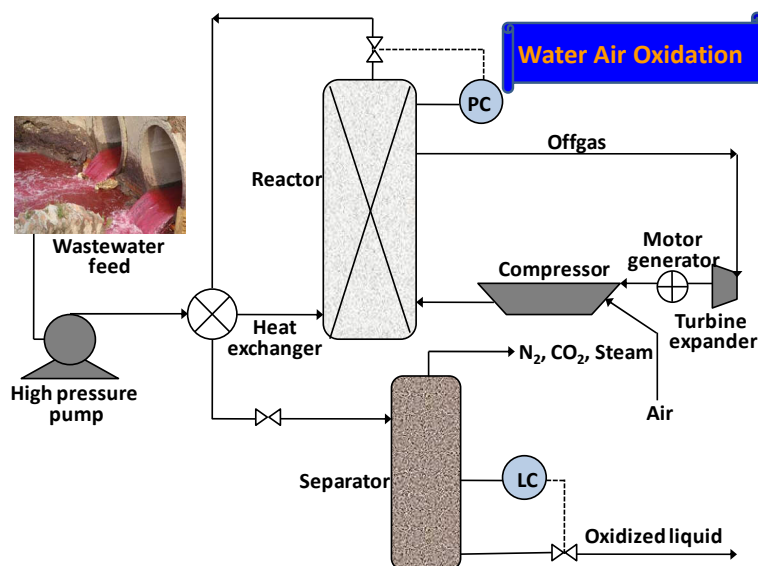 Water Air Oxidation
PC
Offgas
Reactor
Wastewater
feed
Motor
generator
Compressor
Heat
exchanger
Turbine
expander
N₂, CO₂, Steam
High pressure
pump
Air
Separator
LC
Oxidized liquid